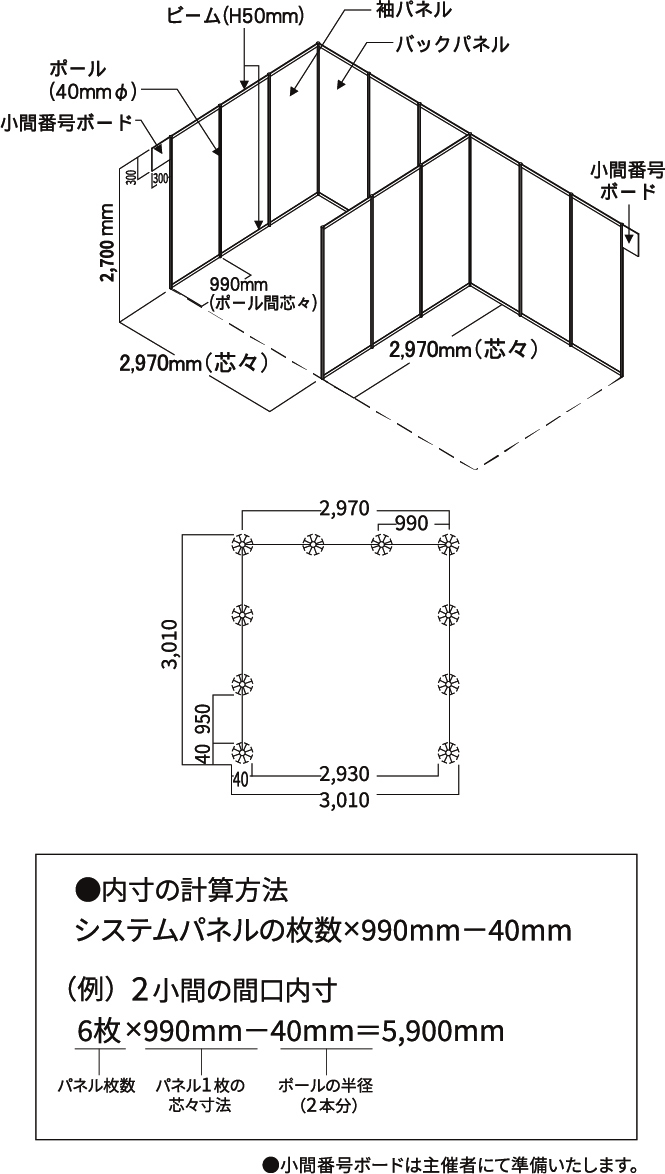 ビーム(H50mm)
袖パネル
バックパネル
ポール
(40mmφ)
小間番号ボード
小間番号
ボード
300
300
2,700 mm
990mm
(ポール間芯々)
2,970mm(芯々)
2,970mm(芯々)
2,970
990
3,010
950
40
40
2,930
3,010
●内寸の計算方法
システムパネルの枚数×990mm−40mm
(例) 2小間の間口内寸
6枚×990mm−40mm=5,900mm
パネル枚数
パネル1枚の
芯々寸法
ポールの半径
(2本分)
●小間番号ボードは主催者にて準備いたします。